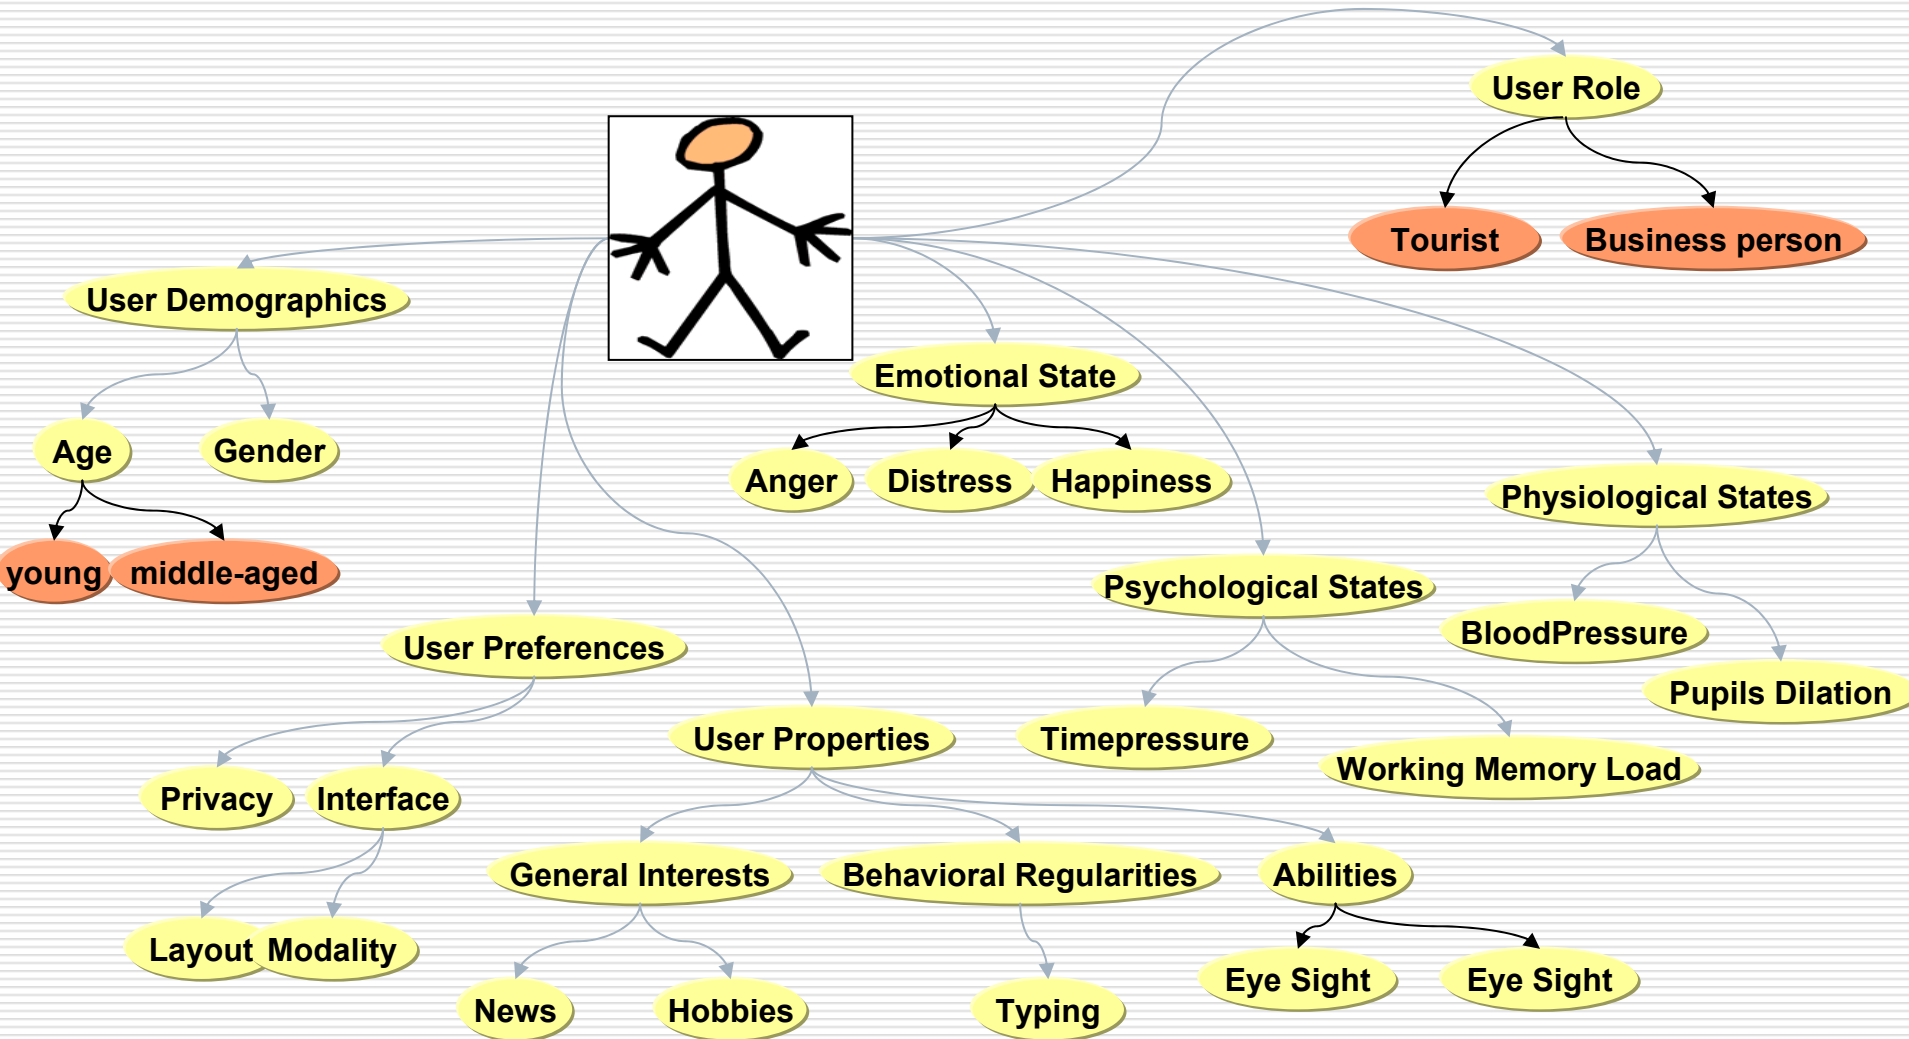 User Role
Tourist
Business person
User Demographics
Emotional State
Age
Gender
Anger
Distress
Happiness
Physiological States
young
middle-aged
Psychological States
BloodPressure
User Preferences
Pupils Dilation
User Properties
Timepressure
Working Memory Load
Privacy
Interface
General Interests
Behavioral Regularities
Abilities
Layout
Modality
Eye Sight
Eye Sight
News
Hobbies
Typing